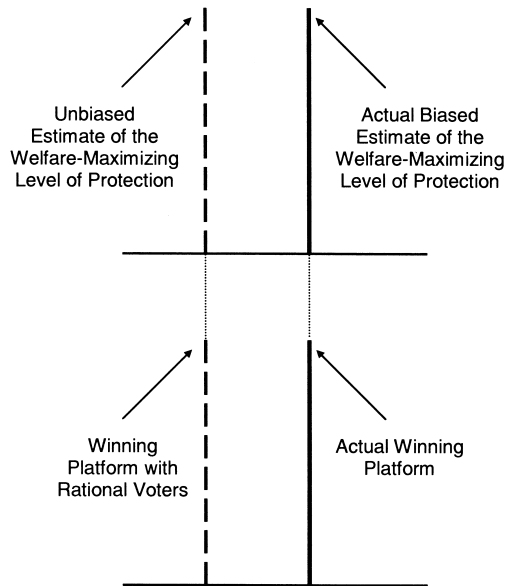 Unbiased
Estimate of the
Welfare-Maximizing
Level of Protection
Actual Biased
Estimate of the
Welfare-Maximizing
Level of Protection
Winning
Platform with
Rational Voters
Actual Winning
Platform